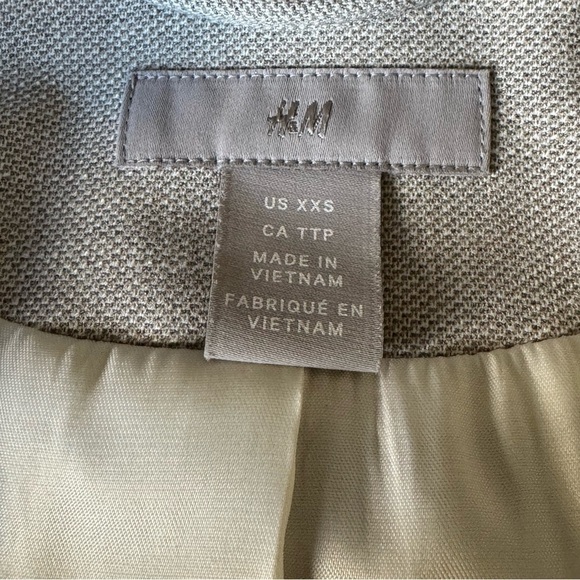 H&M
US XXS
CA TTP
MADE IN
VIETNAM
FABRIQUÉ EN
VIETNAM